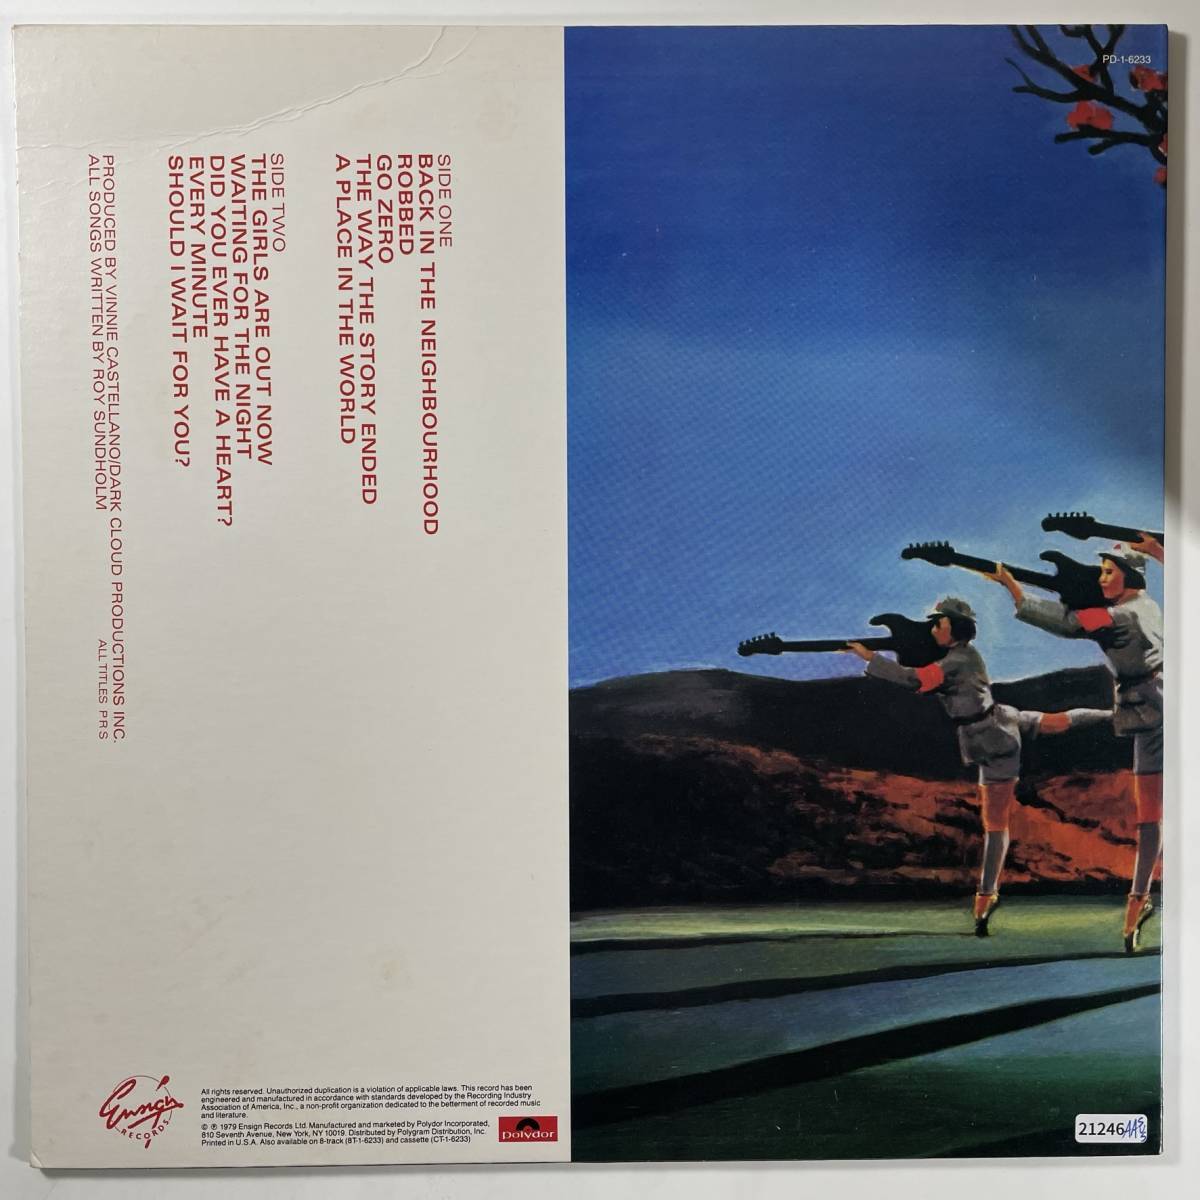 PD-1-6233
SIDE ONE
BACK IN THE NEIGHBOURHOOD
ROBBED
GO ZERO
THE WAY THE STORY ENDED
A PLACE IN THE WORLD
SIDE TWO
THE GIRLS ARE OUT NOW
WAITING FOR THE NIGHT
DID YOU EVER HAVE A HEART?
EVERY MINUTE
SHOULD I WAIT FOR YOU?
PRODUCED BY VINNIE CASTELLANO/DARK CLOUD PRODUCTIONS INC.
ALL SONGS WRITTEN BY ROY SUNDHOLM
ALL TITLES P R S
Ensign
RECORDS
All rights reserved. Unauthorized duplication is a violation of applicable laws. This record has been
engineered and manufactured in accordance with standards developed by the Recording Industry
Association of America, Inc., a non-profit organization dedicated to the betterment of recorded music
and literature.
© ℗ 1979 Ensign Records Ltd. Manufactured and marketed by Polydor Incorporated,
810 Seventh Avenue, New York, NY 10019. Distributed by Polygram Distribution, Inc.
Printed in U.S.A. Also available on 8-track (8T-1-6233) and cassette (CT-1-6233)
polydor
21246